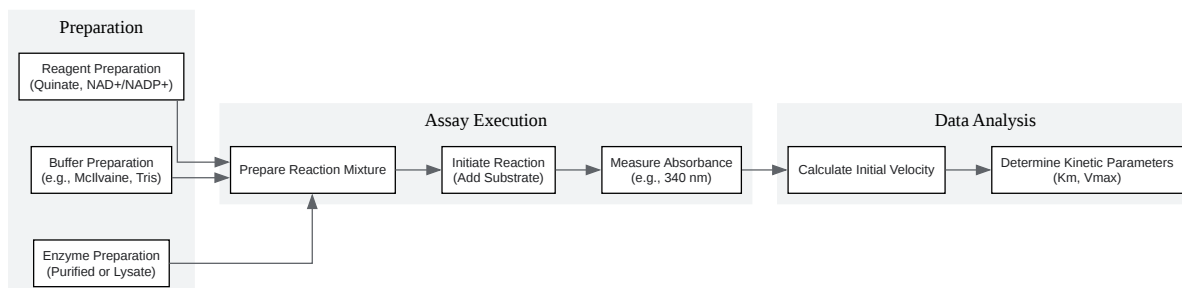 Preparation
Reagent Preparation
(Quinate, NAD+/NADP+)
Buffer Preparation
(e.g., McIlvaine, Tris)
Enzyme Preparation
(Purified or Lysate)
Assay Execution
Prepare Reaction Mixture
Initiate Reaction
(Add Substrate)
Measure Absorbance
(e.g., 340 nm)
Data Analysis
Calculate Initial Velocity
Determine Kinetic Parameters
(Km, Vmax)